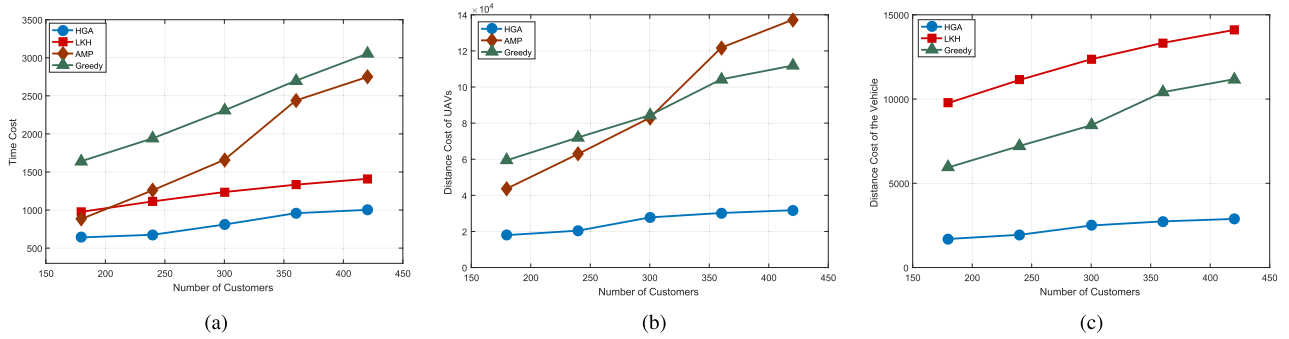 3500
3000
2500
2000
1500
1000
500
Time Cost
HGA
LKH
AMP
Greedy
150 200 250 300 350 400 450
Number of Customers
(a)
14 ×10⁴
12
10
8
6
4
2
0
Distance Cost of UAVs
HGA
AMP
Greedy
150 200 250 300 350 400 450
Number of Customers
(b)
15000
10000
5000
0
Distance Cost of the Vehicle
HGA
LKH
Greedy
150 200 250 300 350 400 450
Number of Customers
(c)